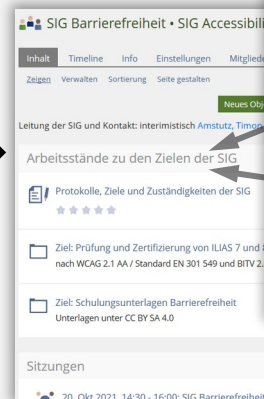 SIG Barrierefreiheit • SIG Accessibili
Inhalt Timeline Info Einstellungen Mitgliede
Zeigen Verwalten Sortierung Seite gestalten
Neues Obj
Leitung der SIG und Kontakt: interimistisch Amstutz, Timon
Arbeitsstände zu den Zielen der SIG
Protokolle, Ziele und Zuständigkeiten der SIG
Ziel: Prüfung und Zertifizierung von ILIAS 7 und 8
nach WCAG 2.1 AA / Standard EN 301 549 und BITV 2.
Ziel: Schulungsunterlagen Barrierefreiheit
Unterlagen unter CC BY SA 4.0
Sitzungen
20. Okt 2021, 14:30 - 16:00: SIG Barrierefreiheit